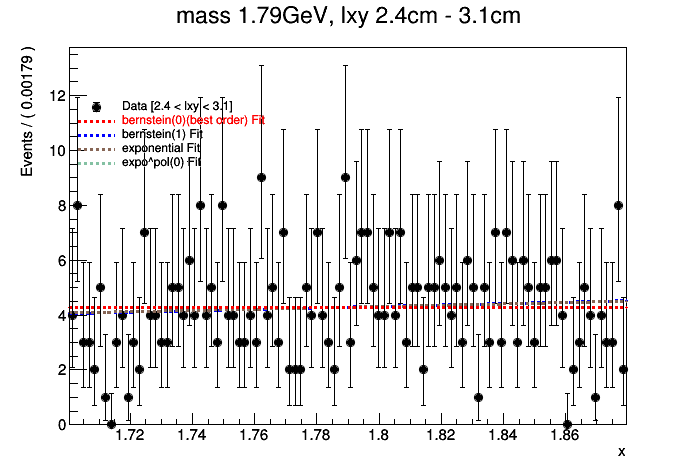 mass 1.79GeV, lxy 2.4cm - 3.1cm
Events / ( 0.00179 )
12
10
8
6
4
2
0
Data [2.4 < lxy < 3.1]
bernstein(0)(best order) Fit
bernstein(1) Fit
exponential Fit
expo^pol(0) Fit
1.72 1.74 1.76 1.78 1.8 1.82 1.84 1.86
x